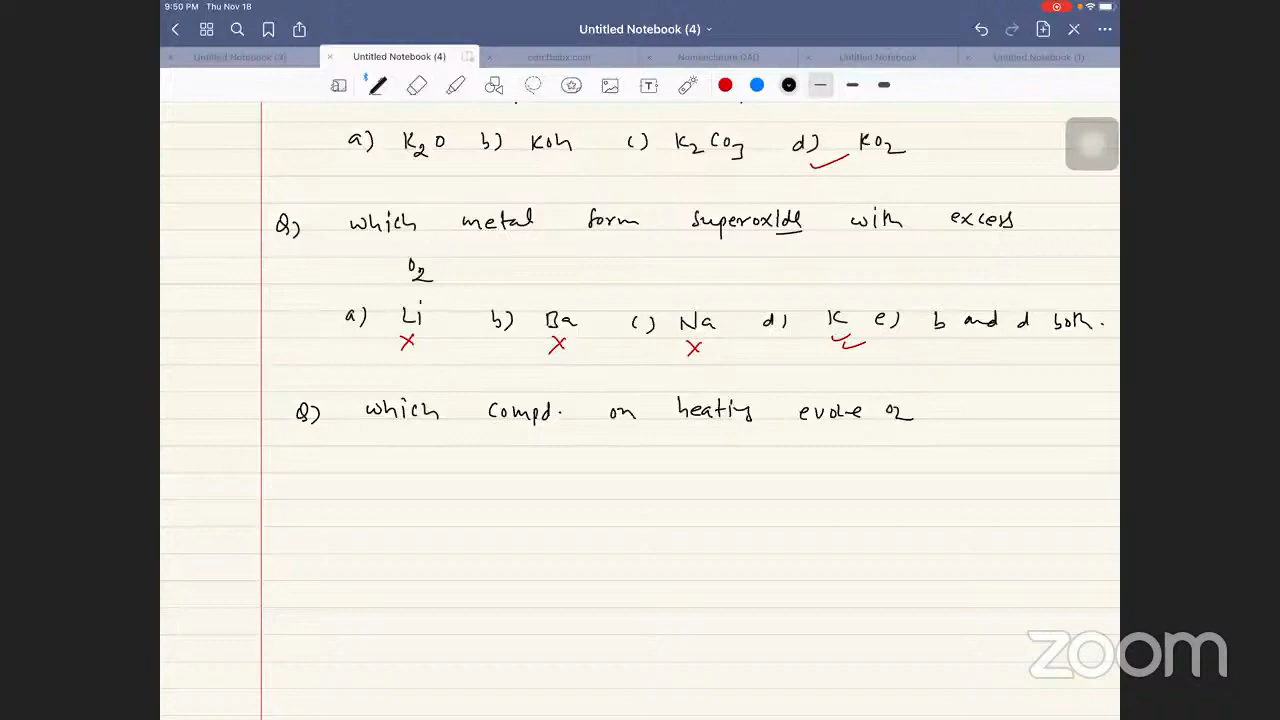 9:50 PM Thu Nov 18
Untitled Notebook (4)
Untitled Notebook (3)
Untitled Notebook (4)
Nomenclature QAD
Untitled Notebook
Untitled Notebook (1)
a) K2O b) KOh c) K2CO3 d) KO2
Q) which metal form superoxide with excess
O2
a) Li b) Ba c) Na d) K e) b and d both.
Q) which compd. on heating evolve O2
zoom